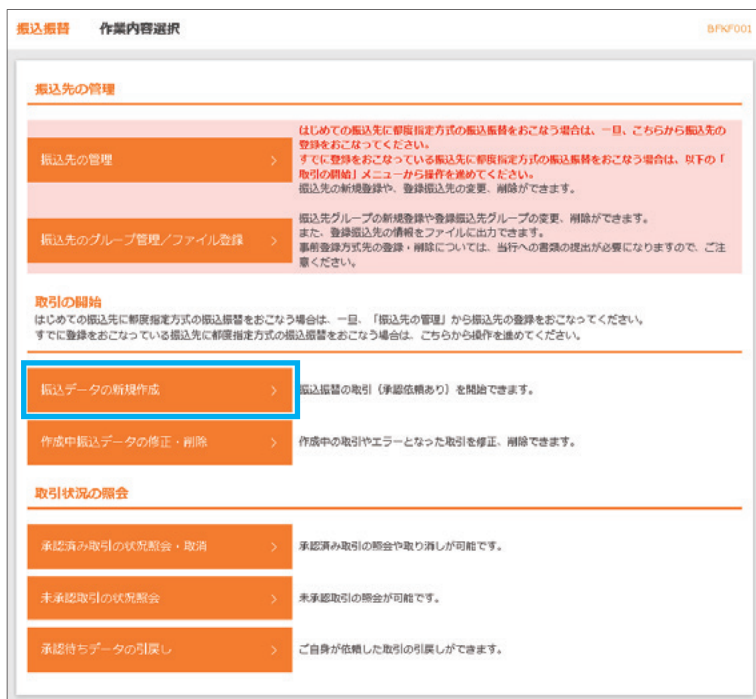 振込振替 作業内容選択 BFKF001
振込先の管理
振込先の管理 >
はじめての振込先に都度指定方式の振込振替をおこなう場合は、一旦、こちらから振込先の
登録をおこなってください。
すでに登録をおこなっている振込先に都度指定方式の振込振替をおこなう場合は、以下の「
取引の開始」メニューから操作を進めてください。
振込先の新規登録や、登録振込先の変更、削除ができます。
振込先のグループ管理/ファイル登録 >
振込先グループの新規登録や登録振込先グループの変更、削除ができます。
また、登録振込先の情報をファイルに出力できます。
事前登録方式先の登録・削除については、当行への書類の提出が必要になりますので、ご注
意ください。
取引の開始
はじめての振込先に都度指定方式の振込振替をおこなう場合は、一旦、「振込先の管理」から振込先の登録をおこなってください。
すでに登録をおこなっている振込先に都度指定方式の振込振替をおこなう場合は、こちらから操作を進めてください。
振込データの新規作成 > 振込振替の取引(承認依頼あり)を開始できます。
作成中振込データの修正・削除 > 作成中の取引やエラーとなった取引を修正、削除できます。
取引状況の照会
承認済み取引の状況照会・取消 > 承認済み取引の照会や取り消しが可能です。
未承認取引の状況照会 > 未承認取引の照会が可能です。
承認待ちデータの引戻し > ご自身が依頼した取引の引戻しができます。